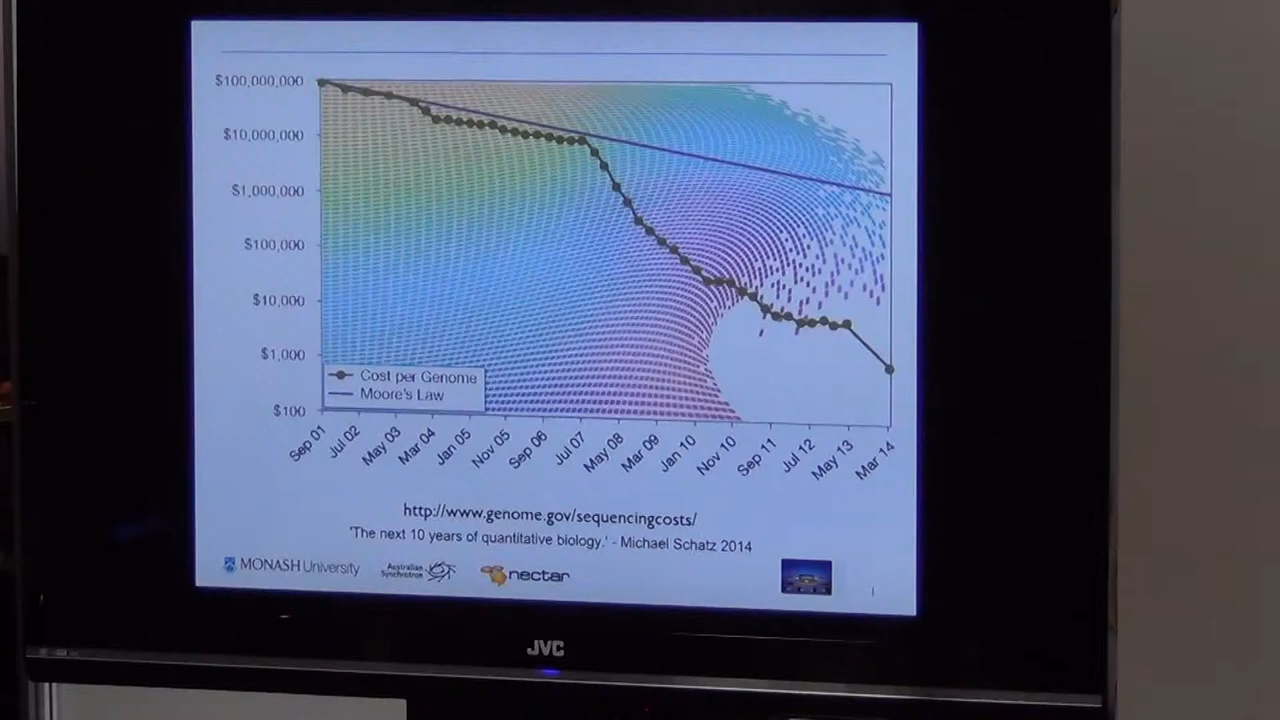 $100,000,000
$10,000,000
$1,000,000
$100,000
$10,000
$1,000
$100
Cost per Genome
Moore's Law
Sep 01
Jul 02
May 03
Mar 04
Jan 05
Nov 05
Sep 06
Jul 07
May 08
Mar 09
Jan 10
Nov 10
Sep 11
Jul 12
May 13
Mar 14
http://www.genome.gov/sequencingcosts/
'The next 10 years of quantitative biology.' - Michael Schatz 2014
MONASH University
Australian
Synchrotron
nectar
1
JVC